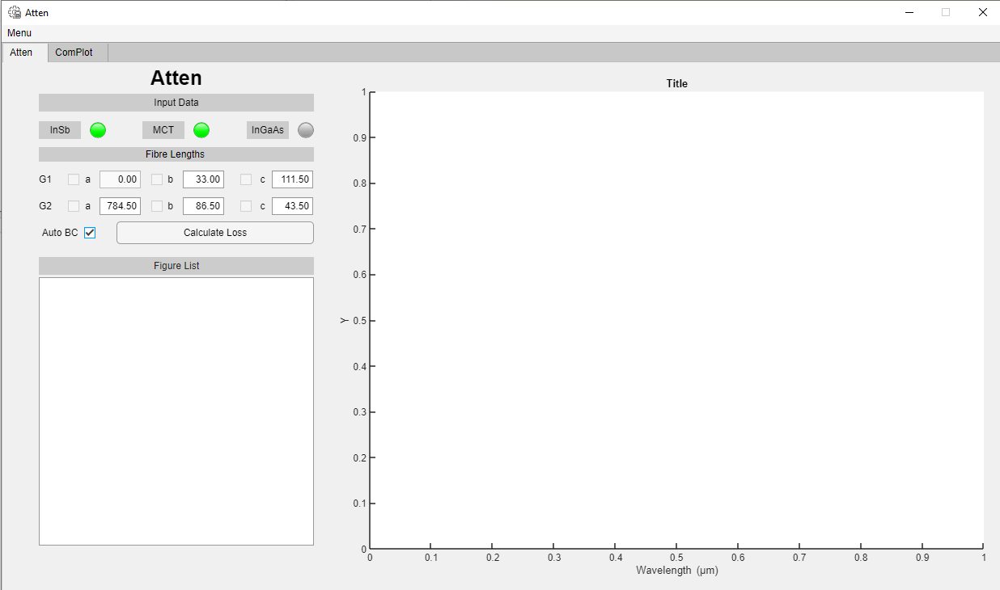 Atten
Menu
Atten ComPlot
Atten
Input Data
InSb MCT InGaAs
Fibre Lengths
G1 a 0.00 b 33.00 c 111.50
G2 a 784.50 b 86.50 c 43.50
Auto BC Calculate Loss
Figure List
Title
1
0.9
0.8
0.7
0.6
0.5
0.4
0.3
0.2
0.1
0
Y
0 0.1 0.2 0.3 0.4 0.5 0.6 0.7 0.8 0.9 1
Wavelength (μm)